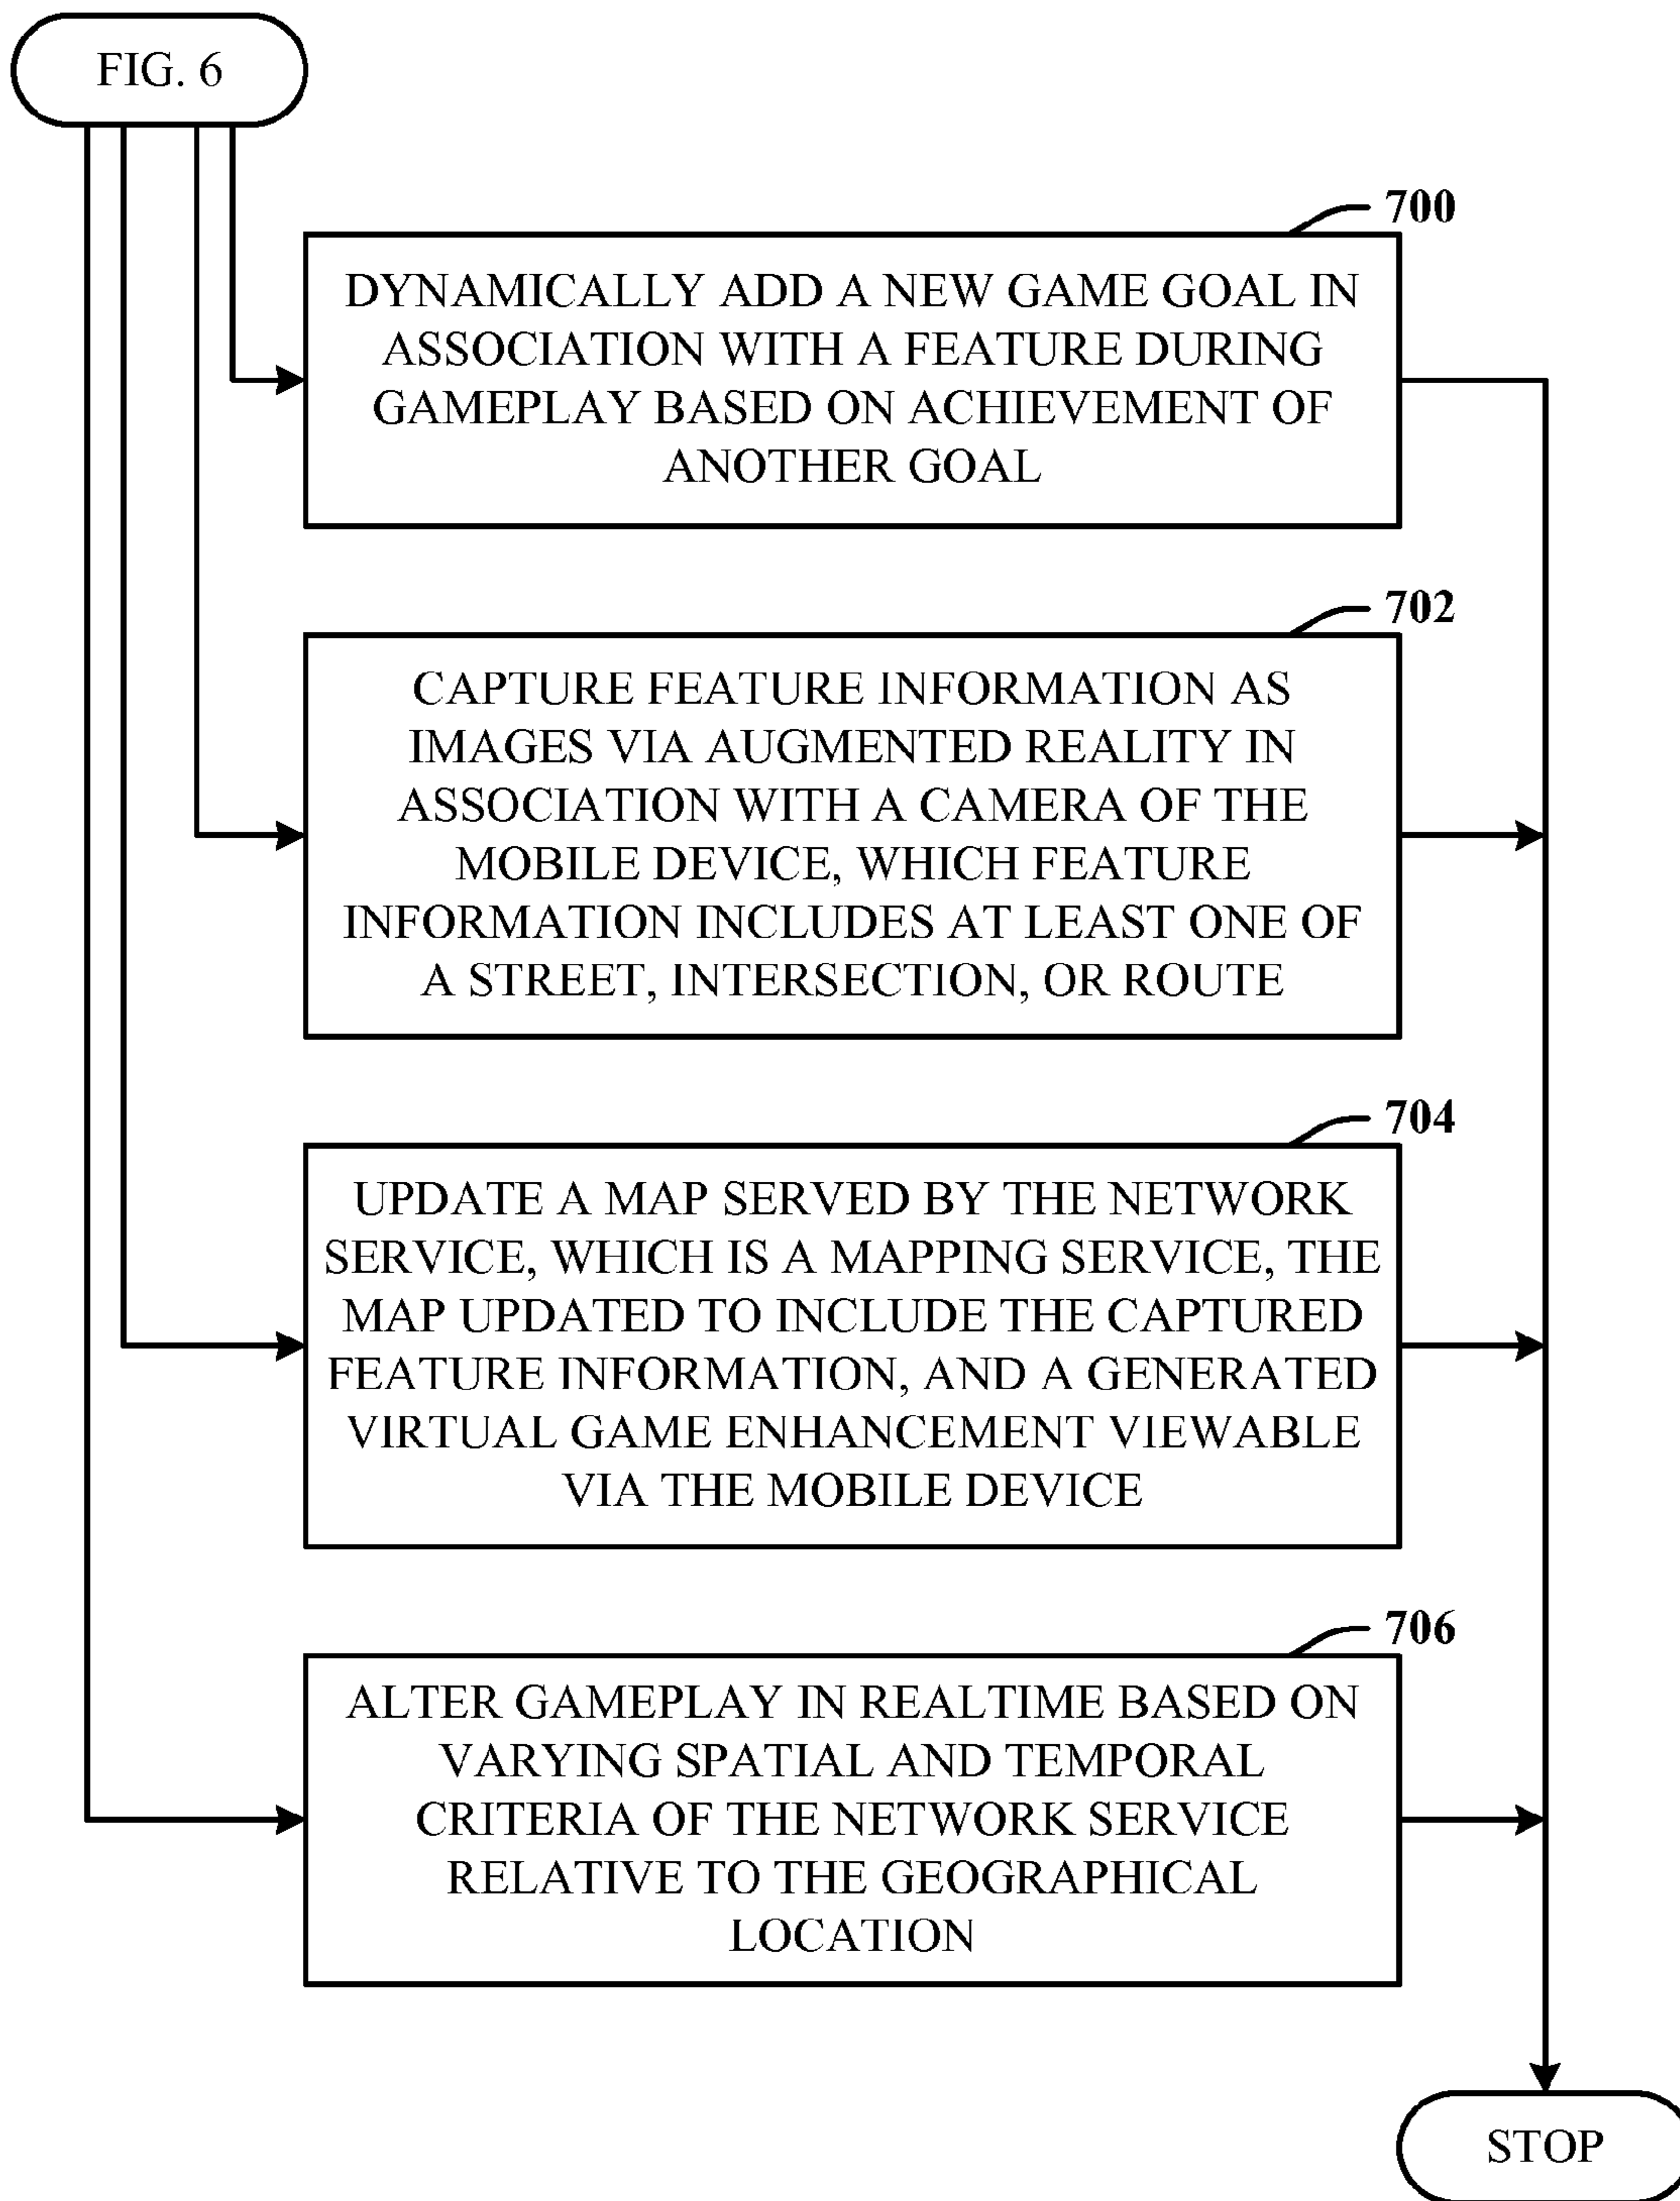 FIG. 6
700
DYNAMICALLY ADD A NEW GAME GOAL IN
ASSOCIATION WITH A FEATURE DURING
GAMEPLAY BASED ON ACHIEVEMENT OF
ANOTHER GOAL
702
CAPTURE FEATURE INFORMATION AS
IMAGES VIA AUGMENTED REALITY IN
ASSOCIATION WITH A CAMERA OF THE
MOBILE DEVICE, WHICH FEATURE
INFORMATION INCLUDES AT LEAST ONE OF
A STREET, INTERSECTION, OR ROUTE
704
UPDATE A MAP SERVED BY THE NETWORK
SERVICE, WHICH IS A MAPPING SERVICE, THE
MAP UPDATED TO INCLUDE THE CAPTURED
FEATURE INFORMATION, AND A GENERATED
VIRTUAL GAME ENHANCEMENT VIEWABLE
VIA THE MOBILE DEVICE
706
ALTER GAMEPLAY IN REALTIME BASED ON
VARYING SPATIAL AND TEMPORAL
CRITERIA OF THE NETWORK SERVICE
RELATIVE TO THE GEOGRAPHICAL
LOCATION
STOP